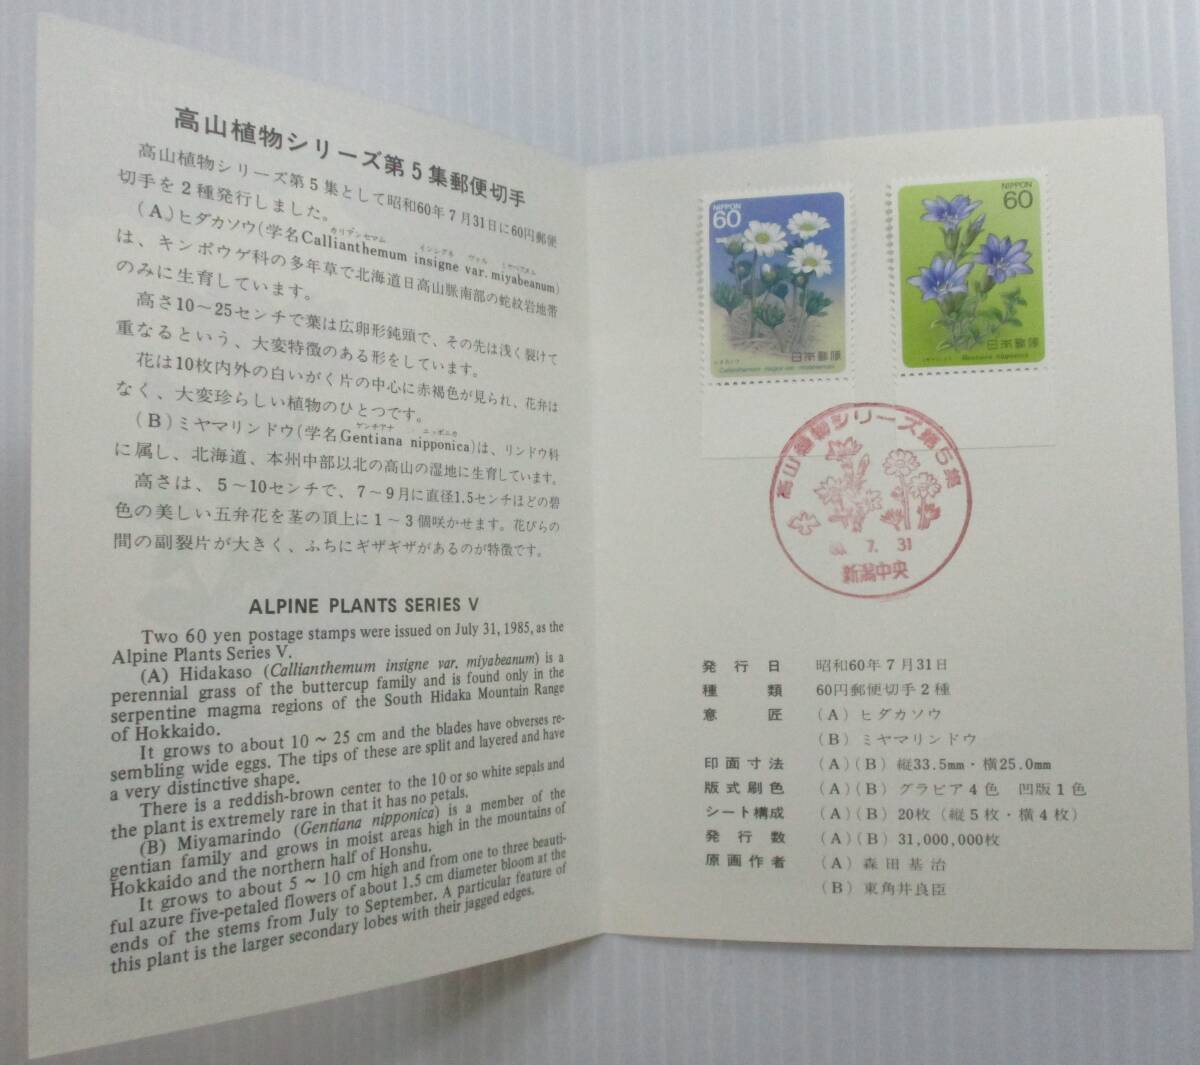 高山植物シリーズ第5集郵便切手
高山植物シリーズ第5集として昭和60年7月31日に60円郵便
切手を2種発行しました。
(A)ヒダカソウ(学名Callianthemum insigne var. miyabeanum)
は、キンポウゲ科の多年草で北海道日高山脈南部の蛇紋岩地帯
のみに生育しています。
高さ10～25センチで葉は広卵形鈍頭で、その先は浅く裂けて
重なるという、大変特徴のある形をしています。
花は10枚内外の白いがく片の中心に赤褐色が見られ、花弁は
なく、大変珍らしい植物のひとつです。
ゲンチアナ ニッポニカ
(B)ミヤマリンドウ(学名Gentiana nipponica)は、リンドウ科
に属し、北海道、本州中部以北の高山の湿地に生育しています。
高さは、5～10センチで、7～9月に直径1.5センチほどの碧
色の美しい五弁花を茎の頂上に1～3個咲かせます。花びらの
間の副裂片が大きく、ふちにギザギザがあるのが特徴です。
ALPINE PLANTS SERIES V
Two 60 yen postage stamps were issued on July 31, 1985, as the
Alpine Plants Series V.
(A) Hidakaso (Callianthemum insigne var. miyabeanum) is a
perennial grass of the buttercup family and is found only in the
serpentine magma regions of the South Hidaka Mountain Range
of Hokkaido.
It grows to about 10 ~ 25 cm and the blades have obverses re-
sembling wide eggs. The tips of these are split and layered and have
a very distinctive shape.
There is a reddish-brown center to the 10 or so white sepals and
the plant is extremely rare in that it has no petals.
(B) Miyamarindo (Gentiana nipponica) is a member of the
gentian family and grows in moist areas high in the mountains of
Hokkaido and the northern half of Honshu.
It grows to about 5 ~ 10 cm high and from one to three beauti-
ful azure five-petaled flowers of about 1.5 cm diameter bloom at the
ends of the stems from July to September. A particular feature of
this plant is the larger secondary lobes with their jagged edges.
NIPPON
60
日本郵便
NIPPON
60
日本郵便
高山植物シリーズ第5集
7. 31
新潟中央
発行日 昭和60年7月31日
種類 60円郵便切手2種
意匠 (A) ヒダカソウ
(B) ミヤマリンドウ
印面寸法 (A)(B) 縦33.5mm・横25.0mm
版式刷色 (A)(B) グラビア4色 凹版1色
シート構成 (A)(B) 20枚(縦5枚・横4枚)
発行数 (A)(B) 31,000,000枚
原画作者 (A) 森田基治
(B) 東角井良臣